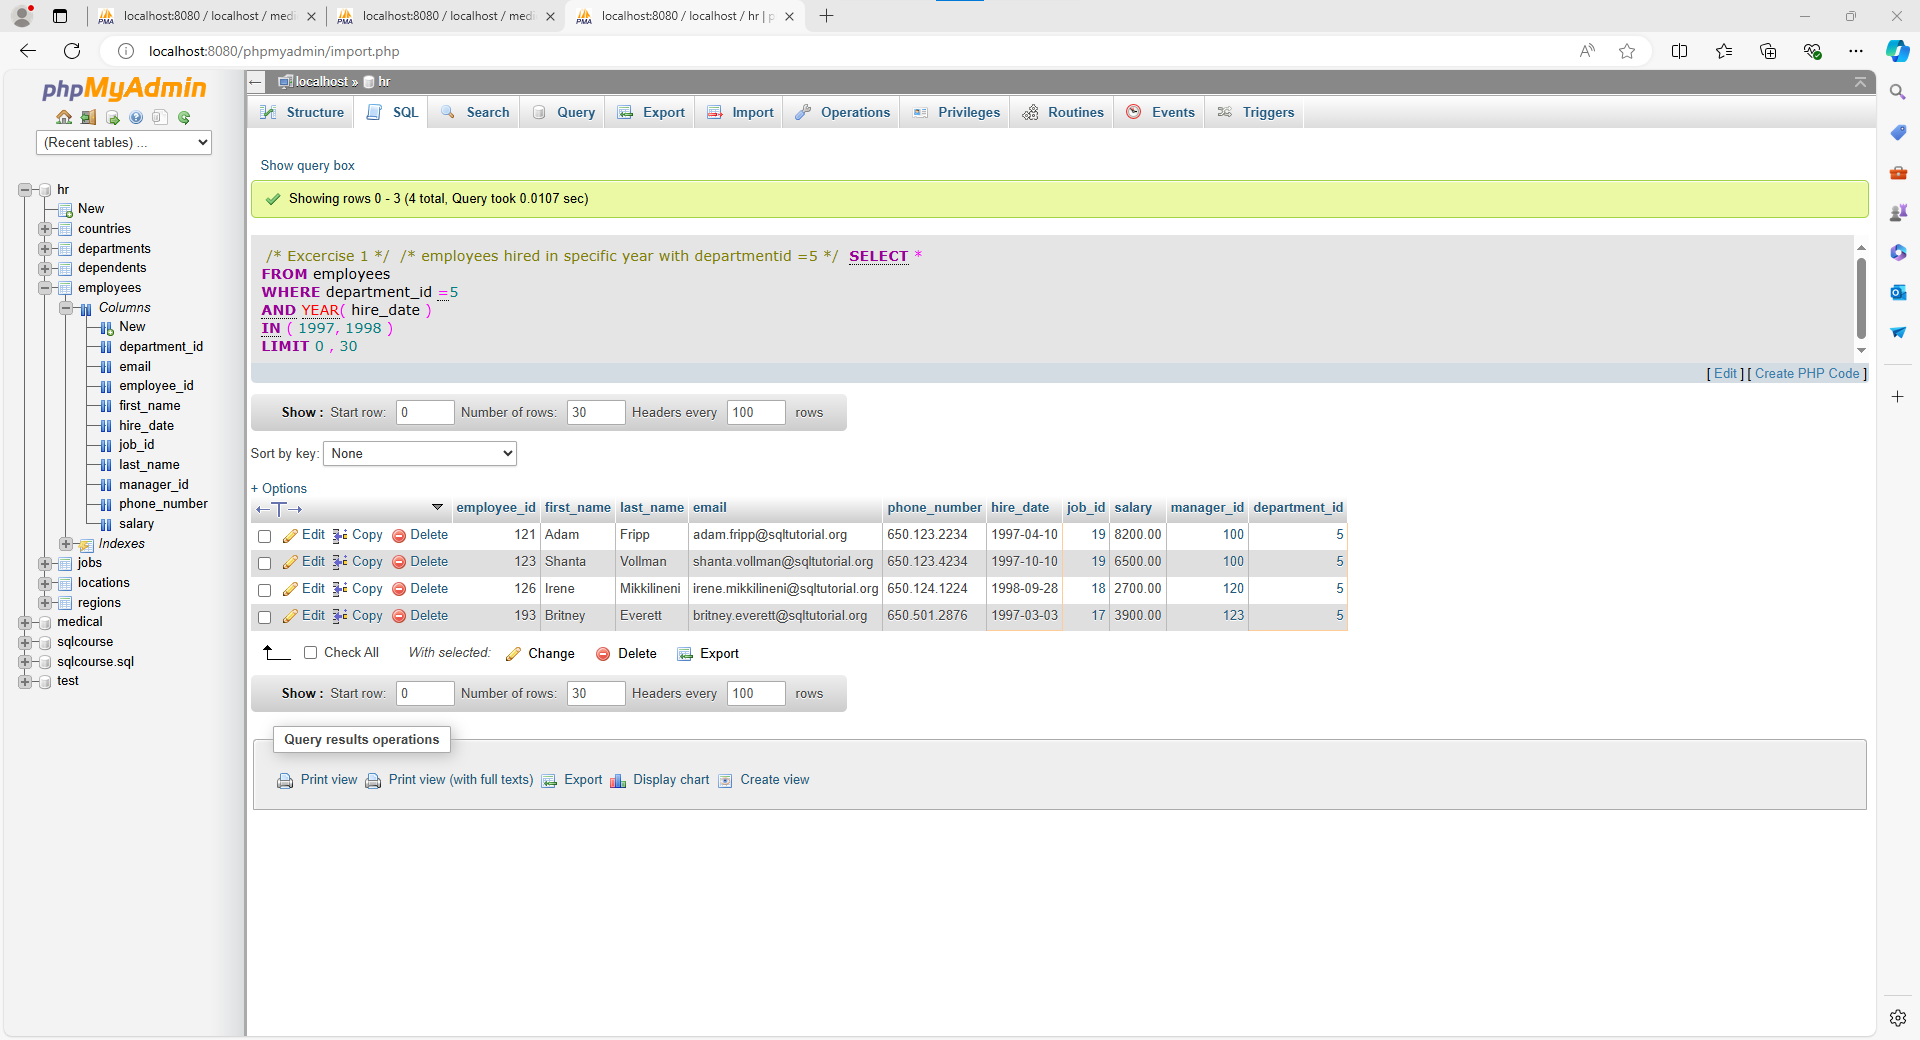 localhost:8080 / localhost / medi
localhost:8080 / localhost / medi
localhost:8080 / localhost / hr | p
localhost:8080/phpmyadmin/import.php
phpMyAdmin
(Recent tables) ...
hr
New
countries
departments
dependents
employees
Columns
New
department_id
email
employee_id
first_name
hire_date
job_id
last_name
manager_id
phone_number
salary
Indexes
jobs
locations
regions
medical
sqlcourse
sqlcourse.sql
test
localhost » hr
Structure SQL Search Query Export Import Operations Privileges Routines Events Triggers
Show query box
Showing rows 0 - 3 (4 total, Query took 0.0107 sec)
/* Excercise 1 */ /* employees hired in specific year with departmentid =5 */ SELECT *
FROM employees
WHERE department_id =5
AND YEAR( hire_date )
IN ( 1997, 1998 )
LIMIT 0 , 30
[ Edit ] [ Create PHP Code ]
Show : Start row: 0 Number of rows: 30 Headers every 100 rows
Sort by key: None
+ Options
←T→ employee_id first_name last_name email phone_number hire_date job_id salary manager_id department_id
Edit Copy Delete 121 Adam Fripp adam.fripp@sqltutorial.org 650.123.2234 1997-04-10 19 8200.00 100 5
Edit Copy Delete 123 Shanta Vollman shanta.vollman@sqltutorial.org 650.123.4234 1997-10-10 19 6500.00 100 5
Edit Copy Delete 126 Irene Mikkilineni irene.mikkilineni@sqltutorial.org 650.124.1224 1998-09-28 18 2700.00 120 5
Edit Copy Delete 193 Britney Everett britney.everett@sqltutorial.org 650.501.2876 1997-03-03 17 3900.00 123 5
Check All With selected: Change Delete Export
Show : Start row: 0 Number of rows: 30 Headers every 100 rows
Query results operations
Print view Print view (with full texts) Export Display chart Create view